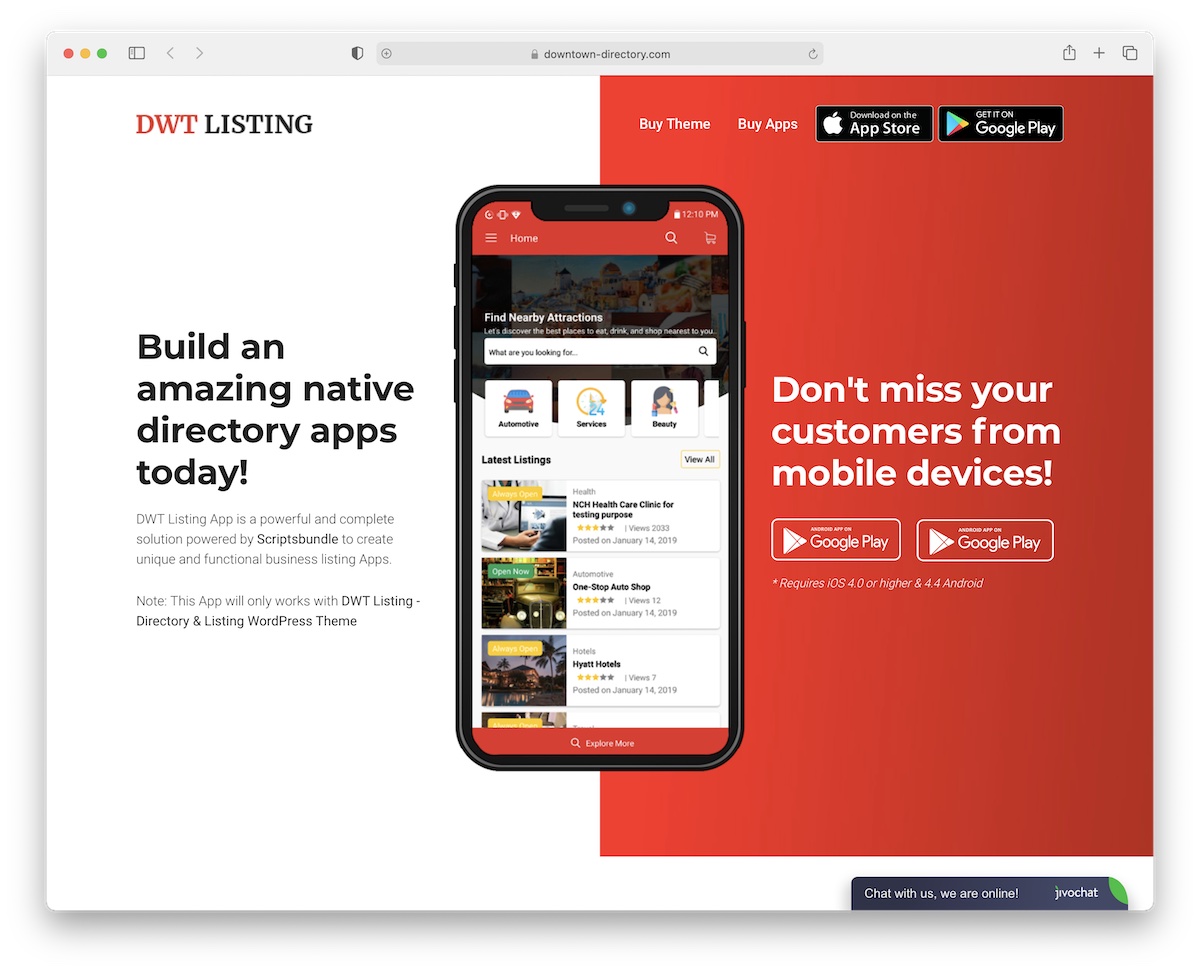 downtown-directory.com
DWT LISTING
Buy Theme
Buy Apps
Download on the
App Store
GET IT ON
Google Play
12:10 PM
Home
Find Nearby Attractions
Let's discover the best places to eat, drink, and shop nearest to you..
What are you looking for...
24
Automotive
Services
Beauty
Latest Listings
View All
Always Open
Health
NCH Health Care Clinic for
testing purpose
| Views 2033
Posted on January 14, 2019
Open Now
Automotive
One-Stop Auto Shop
| Views 12
Posted on January 14, 2019
Always Open
Hotels
Hyatt Hotels
| Views 7
Posted on January 14, 2019
Always Open
Travel
Explore More
Build an
amazing native
directory apps
today!
DWT Listing App is a powerful and complete
solution powered by Scriptsbundle to create
unique and functional business listing Apps.
Note: This App will only works with DWT Listing -
Directory & Listing WordPress Theme
Don't miss your
customers from
mobile devices!
ANDROID APP ON
Google Play
ANDROID APP ON
Google Play
* Requires iOS 4.0 or higher & 4.4 Android
Chat with us, we are online!
jivochat